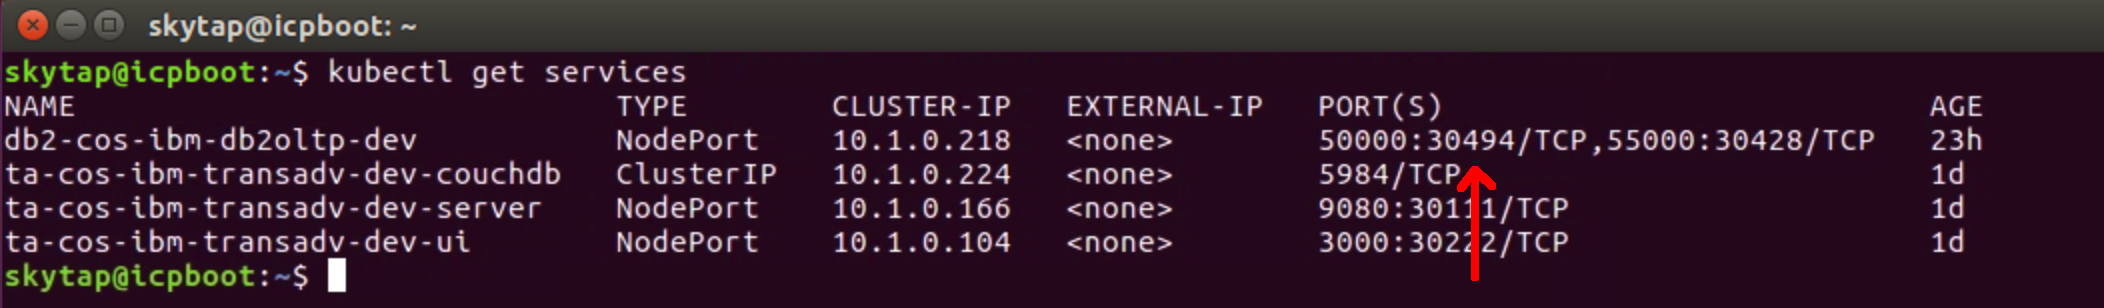 skytap@icpboot: ~
skytap@icpboot:~$ kubectl get services
NAME TYPE CLUSTER-IP EXTERNAL-IP PORT(S) AGE
db2-cos-ibm-db2oltp-dev NodePort 10.1.0.218 <none> 50000:30494/TCP,55000:30428/TCP 23h
ta-cos-ibm-transadv-dev-couchdb ClusterIP 10.1.0.224 <none> 5984/TCP 1d
ta-cos-ibm-transadv-dev-server NodePort 10.1.0.166 <none> 9080:30111/TCP 1d
ta-cos-ibm-transadv-dev-ui NodePort 10.1.0.104 <none> 3000:30222/TCP 1d
skytap@icpboot:~$